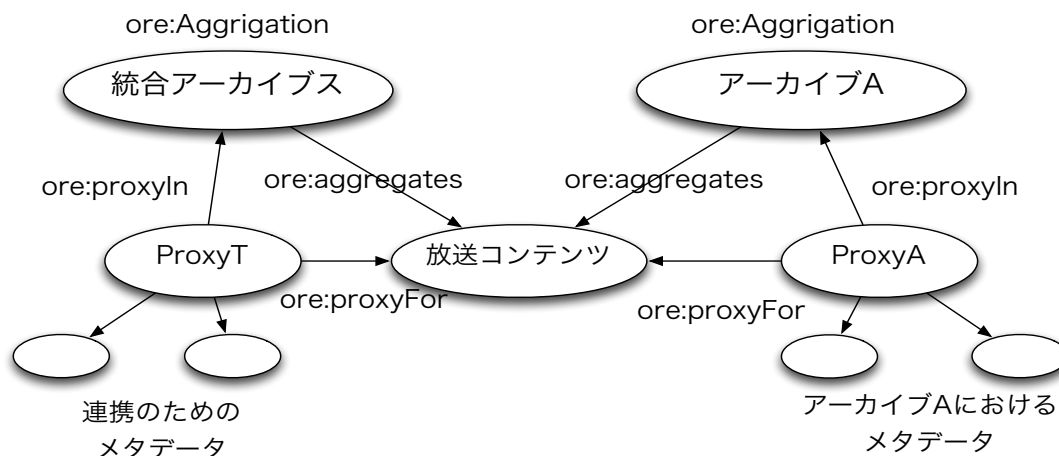 ore:Aggrigation
ore:Aggrigation
統合アーカイブス
アーカイブA
ore:proxyIn
ore:aggregates
ore:aggregates
ore:proxyIn
ProxyT
放送コンテンツ
ProxyA
ore:proxyFor
ore:proxyFor
連携のための
メタデータ
アーカイブAにおける
メタデータ